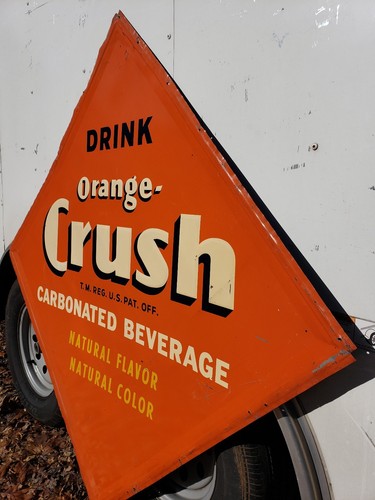 DRINK
Orange-
Crush
T.M. REG. U.S. PAT. OFF.
CARBONATED BEVERAGE
NATURAL FLAVOR
NATURAL COLOR